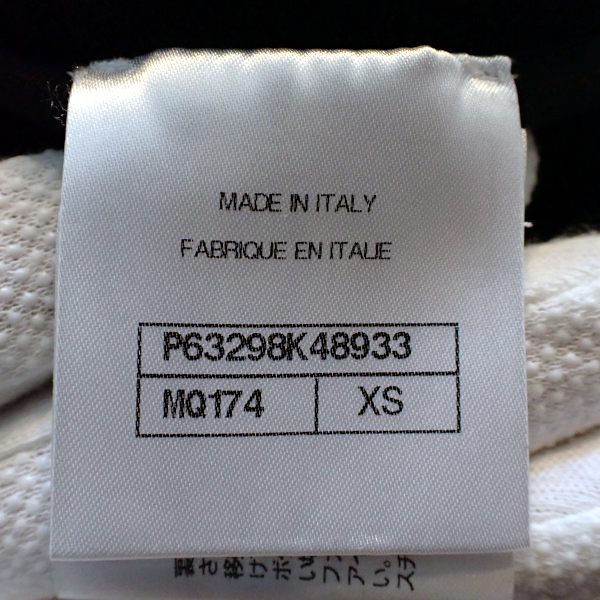 MADE IN ITALY
FABRIQUE EN ITALIE
P63298K48933
MQ174 XS